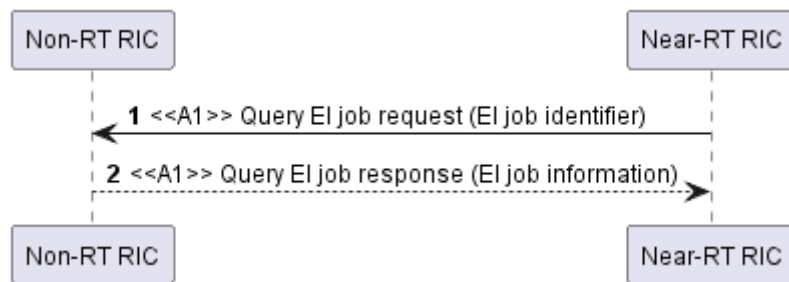 Non-RT RIC
Near-RT RIC
1 <<A1>> Query EI job request (EI job identifier)
2 <<A1>> Query EI job response (EI job information)
Non-RT RIC
Near-RT RIC